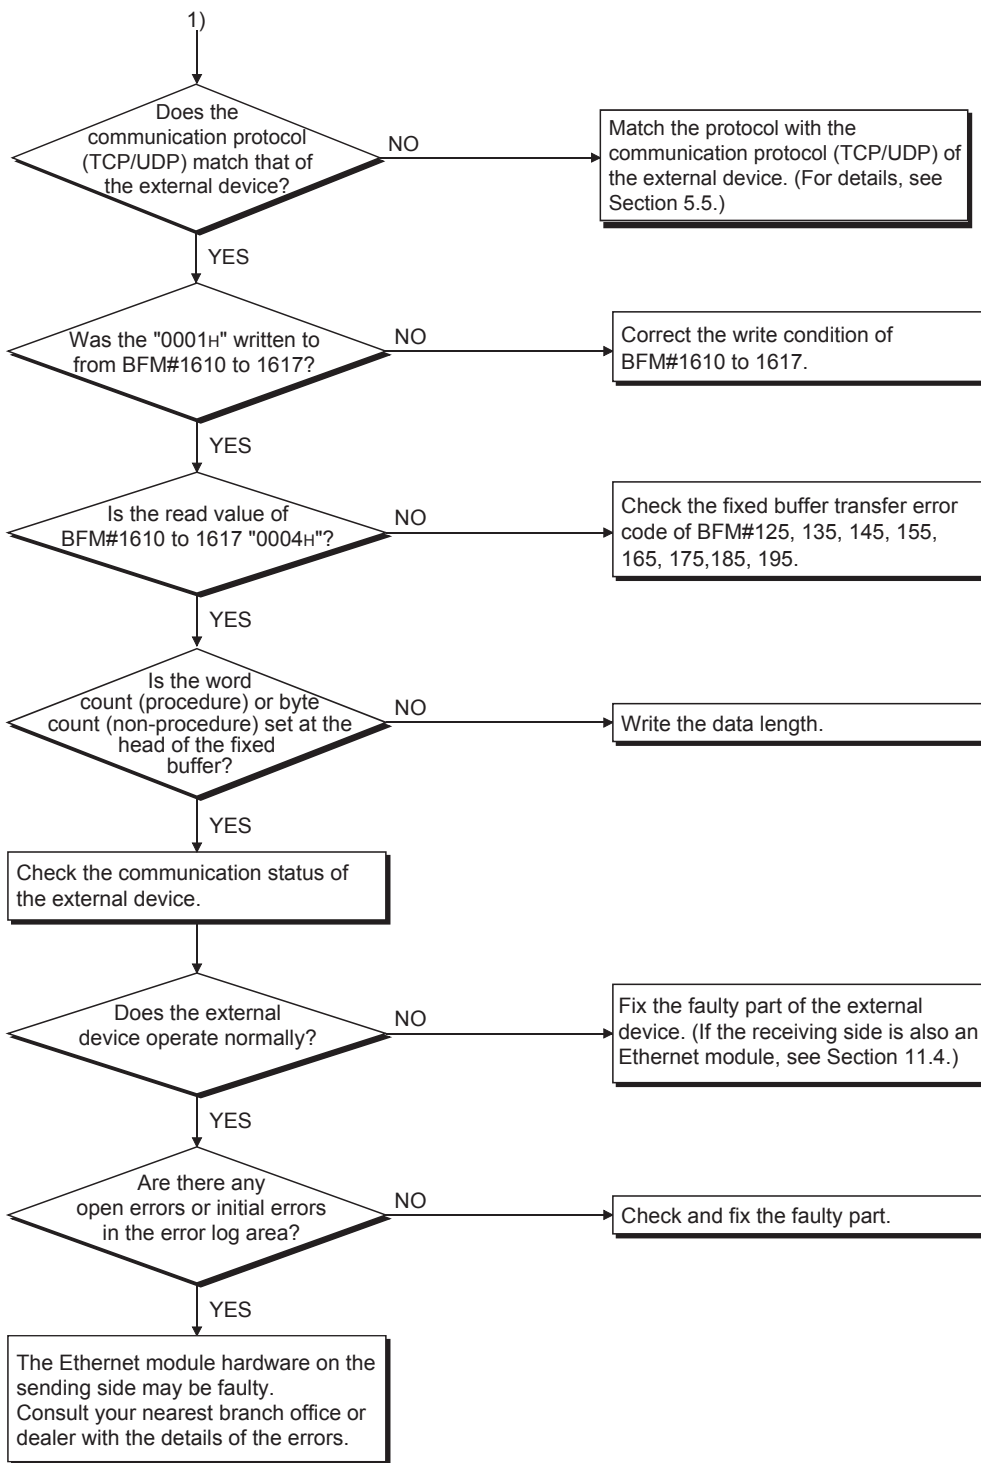 1)
Does the
communication protocol
(TCP/UDP) match that of
the external device?
NO
Match the protocol with the
communication protocol (TCP/UDP) of
the external device. (For details, see
Section 5.5.)
YES
Was the "0001H" written to
from BFM#1610 to 1617?
NO
Correct the write condition of
BFM#1610 to 1617.
YES
Is the read value of
BFM#1610 to 1617 "0004H"?
NO
Check the fixed buffer transfer error
code of BFM#125, 135, 145, 155,
165, 175,185, 195.
YES
Is the word
count (procedure) or byte
count (non-procedure) set at the
head of the fixed
buffer?
NO
Write the data length.
YES
Check the communication status of
the external device.
Does the external
device operate normally?
NO
Fix the faulty part of the external
device. (If the receiving side is also an
Ethernet module, see Section 11.4.)
YES
Are there any
open errors or initial errors
in the error log area?
NO
Check and fix the faulty part.
YES
The Ethernet module hardware on the
sending side may be faulty.
Consult your nearest branch office or
dealer with the details of the errors.